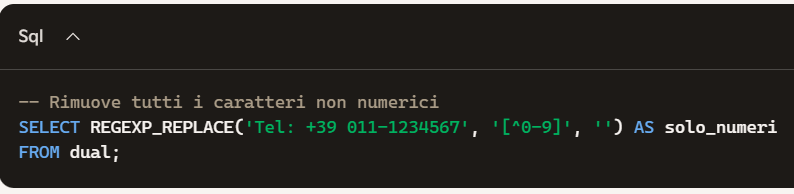 Sql
-- Rimuove tutti i caratteri non numerici
SELECT REGEXP_REPLACE('Tel: +39 011-1234567', '[^0-9]', '') AS solo_numeri
FROM dual;